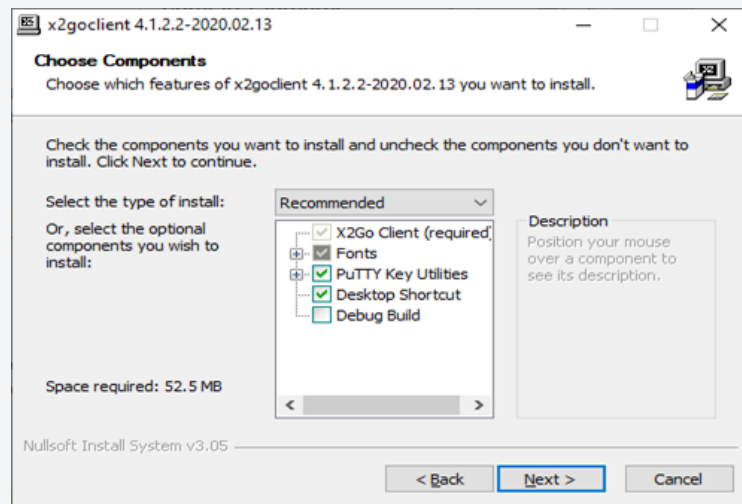 x2goclient 4.1.2.2-2020.02.13
Choose Components
Choose which features of x2goclient 4.1.2.2-2020.02.13 you want to install.
Check the components you want to install and uncheck the components you don't want to
install. Click Next to continue.
Select the type of install:
Recommended
Or, select the optional
components you wish to
install:
X2Go Client (required)
Fonts
PuTTY Key Utilities
Desktop Shortcut
Debug Build
Description
Position your mouse
over a component to
see its description.
Space required: 52.5 MB
Nullsoft Install System v3.05
< Back
Next >
Cancel